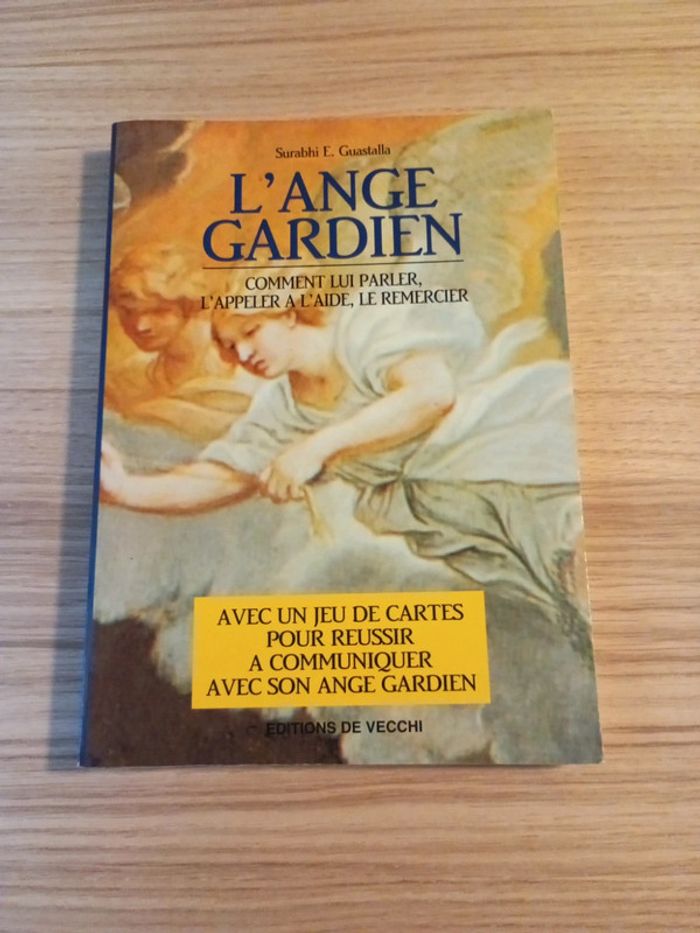 Surabhi E. Guastalla
L'ANGE
GARDIEN
COMMENT LUI PARLER,
L'APPELER A L'AIDE, LE REMERCIER
AVEC UN JEU DE CARTES
POUR REUSSIR
A COMMUNIQUER
AVEC SON ANGE GARDIEN
EDITIONS DE VECCHI